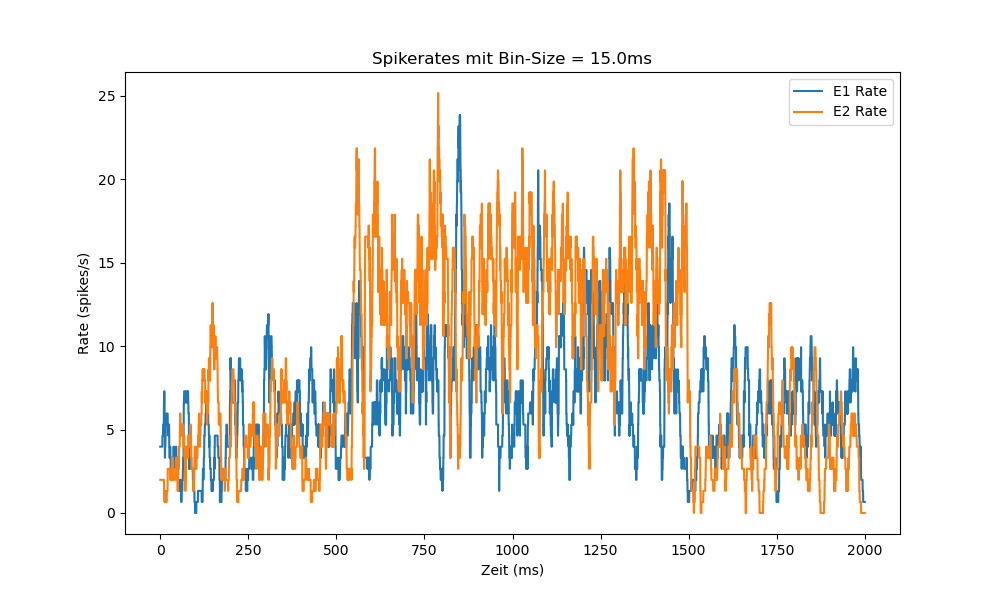 Spikerates mit Bin-Size = 15.0ms
E1 Rate
E2 Rate
Rate (spikes/s)
25
20
15
10
5
0
0 250 500 750 1000 1250 1500 1750 2000
Zeit (ms)